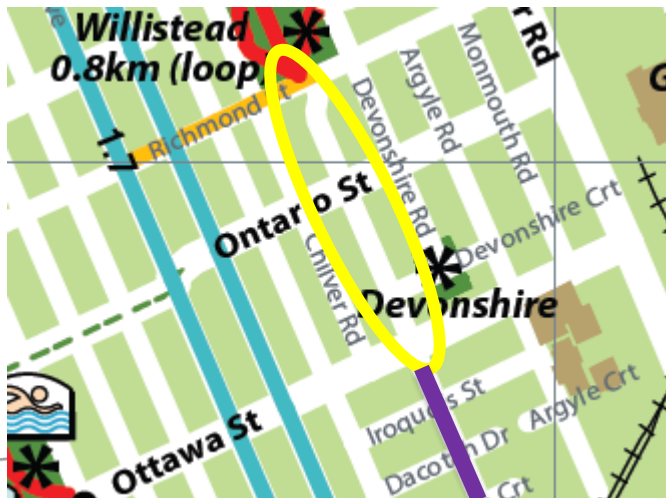 Willistead
0.8km (loop)
r Rd
Monmouth Rd
Argyle Rd
Devonshire Rd
Richmond St
1.7
Ontario St
Chilver Rd
Devonshire Crt
Devonshire
Iroquois St
Argyle Crt
Ottawa St
Dacotah Dr
Crt
G
ve